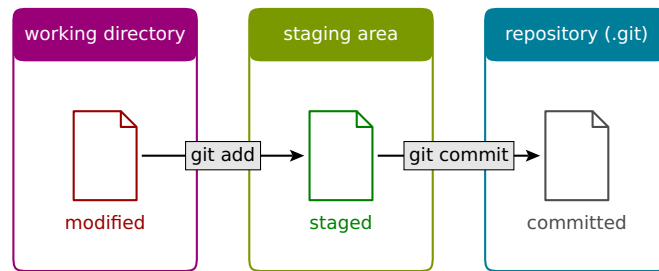 working directory
staging area
repository (.git)
git add
git commit
modified
staged
committed